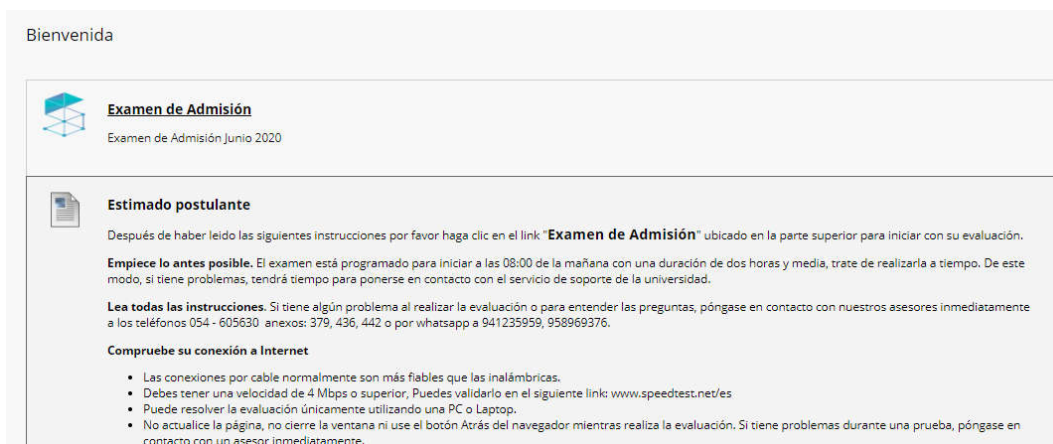 Bienvenida
Examen de Admisión
Examen de Admisión Junio 2020
Estimado postulante
Después de haber leido las siguientes instrucciones por favor haga clic en el link "Examen de Admisión" ubicado en la parte superior para iniciar con su evaluación.
Empiece lo antes posible. El examen está programado para iniciar a las 08:00 de la mañana con una duración de dos horas y media, trate de realizarla a tiempo. De este
modo, si tiene problemas, tendrá tiempo para ponerse en contacto con el servicio de soporte de la universidad.
Lea todas las instrucciones. Si tiene algún problema al realizar la evaluación o para entender las preguntas, póngase en contacto con nuestros asesores inmediatamente
a los teléfonos 054 - 605630 anexos: 379, 436, 442 o por whatsapp a 941235959, 958969376.
Compruebe su conexión a Internet
• Las conexiones por cable normalmente son más fiables que las inalámbricas.
• Debes tener una velocidad de 4 Mbps o superior, Puedes validarlo en el siguiente link: www.speedtest.net/es
• Puede resolver la evaluación únicamente utilizando una PC o Laptop.
• No actualice la página, no cierre la ventana ni use el botón Atrás del navegador mientras realiza la evaluación. Si tiene problemas durante una prueba, póngase en
contacto con un asesor inmediatamente.